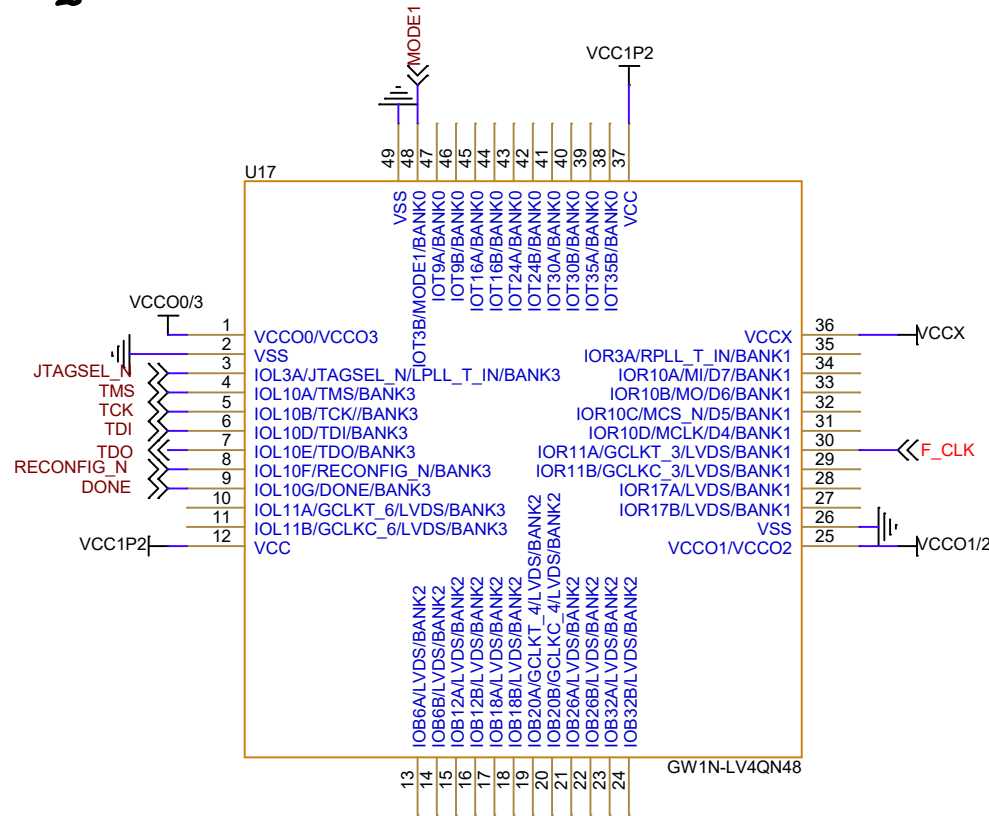 MODE1
VCC1P2
49
48
47
46
45
44
43
42
41
40
39
38
37
U17
VSS
IOT3B/MODE1/BANK0
IOT9A/BANK0
IOT9B/BANK0
IOT16A/BANK0
IOT16B/BANK0
IOT24A/BANK0
IOT24B/BANK0
IOT30A/BANK0
IOT30B/BANK0
IOT35A/BANK0
IOT35B/BANK0
VCC
VCCO0/3
1 VCCO0/VCCO3
2 VSS
JTAGSEL_N 3 IOL3A/JTAGSEL_N/LPLL_T_IN/BANK3
TMS 4 IOL10A/TMS/BANK3
TCK 5 IOL10B/TCK//BANK3
TDI 6 IOL10D/TDI/BANK3
TDO 7 IOL10E/TDO/BANK3
RECONFIG_N 8 IOL10F/RECONFIG_N/BANK3
DONE 9 IOL10G/DONE/BANK3
10 IOL11A/GCLKT_6/LVDS/BANK3
11 IOL11B/GCLKC_6/LVDS/BANK3
VCC1P2 12 VCC
VCCX 36 VCCX
IOR3A/RPLL_T_IN/BANK1 35
IOR10A/MI/D7/BANK1 34
IOR10B/MO/D6/BANK1 33
IOR10C/MCS_N/D5/BANK1 32
IOR10D/MCLK/D4/BANK1 31
IOR11A/GCLKT_3/LVDS/BANK1 30 F_CLK
IOR11B/GCLKC_3/LVDS/BANK1 29
IOR17A/LVDS/BANK1 28
IOR17B/LVDS/BANK1 27
VSS 26
VCCO1/VCCO2 25 VCCO1/2
IOB6A/LVDS/BANK2
IOB6B/LVDS/BANK2
IOB12A/LVDS/BANK2
IOB12B/LVDS/BANK2
IOB18A/LVDS/BANK2
IOB18B/LVDS/BANK2
IOB20A/GCLKT_4/LVDS/BANK2
IOB20B/GCLKC_4/LVDS/BANK2
IOB26A/LVDS/BANK2
IOB26B/LVDS/BANK2
IOB32A/LVDS/BANK2
IOB32B/LVDS/BANK2
GW1N-LV4QN48
13
14
15
16
17
18
19
20
21
22
23
24